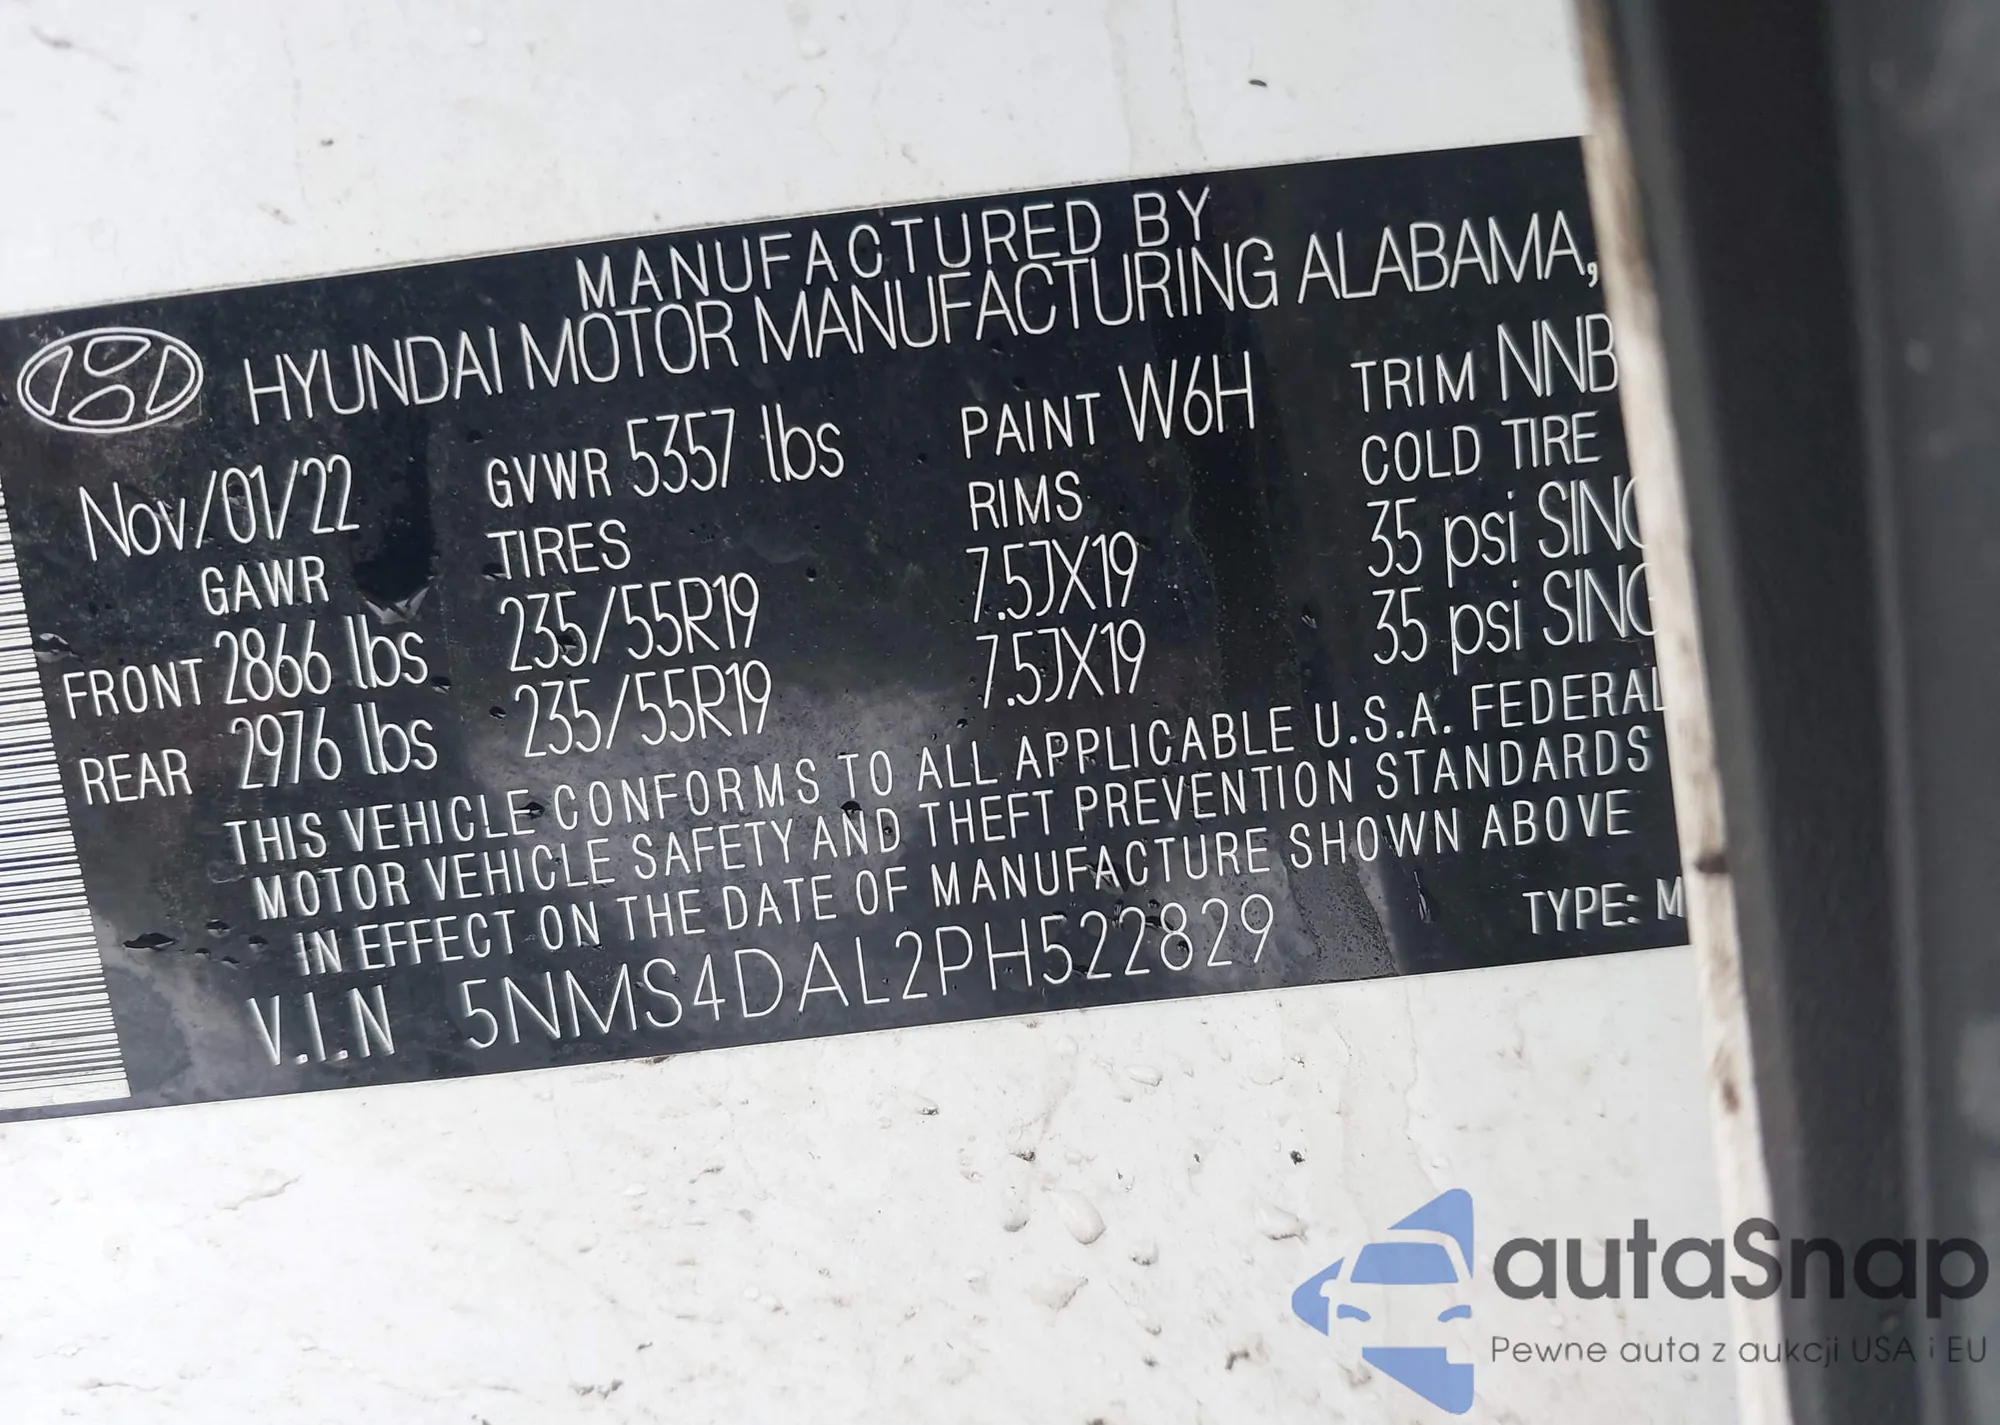 MANUFACTURED BY
HYUNDAI MOTOR MANUFACTURING ALABAMA,
Nov/01/22 GVWR 5357 lbs PAINT W6H TRIM NNB
GAWR TIRES RIMS COLD TIRE
FRONT 2866 lbs 235/55R19 7.5JX19 35 psi SING
REAR 2976 lbs 235/55R19 7.5JX19 35 psi SING
THIS VEHICLE CONFORMS TO ALL APPLICABLE U.S.A. FEDERAL
MOTOR VEHICLE SAFETY AND THEFT PREVENTION STANDARDS
IN EFFECT ON THE DATE OF MANUFACTURE SHOWN ABOVE
V.I.N 5NMS4DAL2PH522829 TYPE: M
autaSnap
Pewne auta z aukcji USA i EU